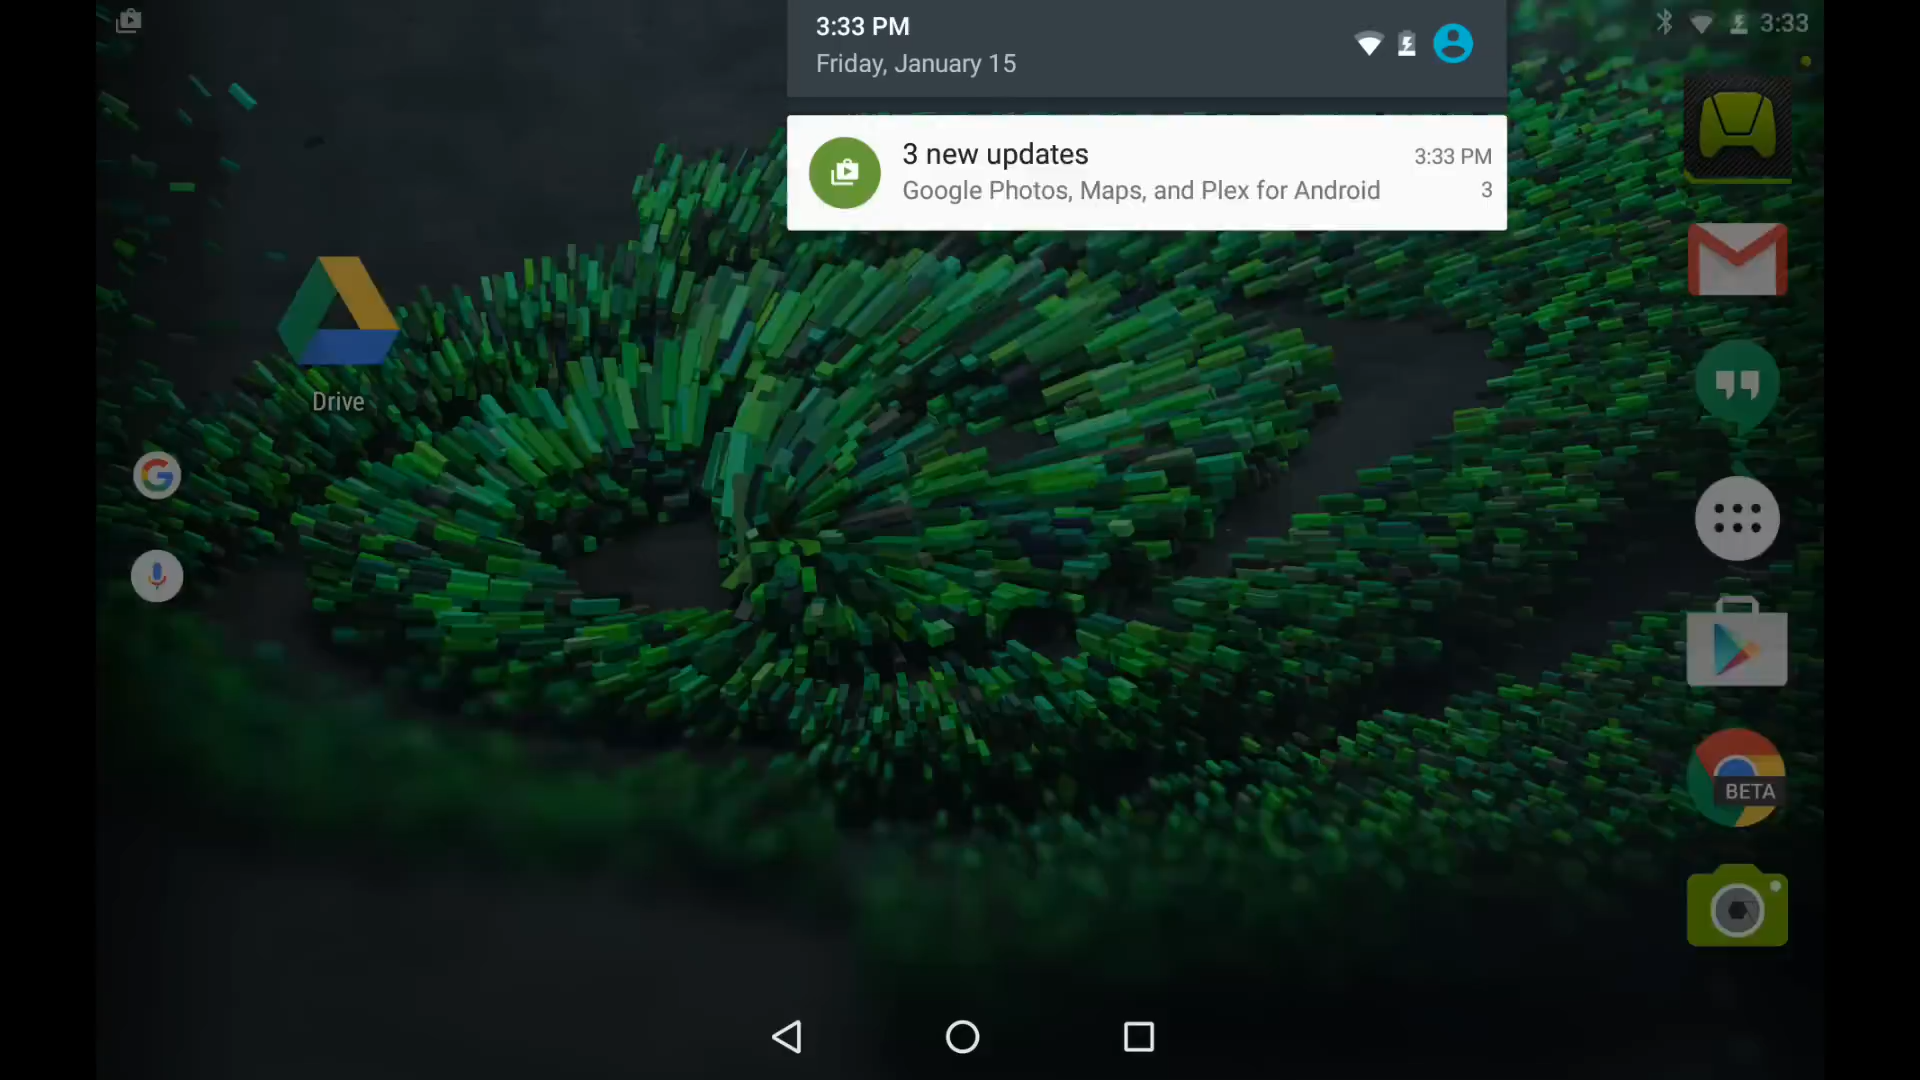 3:33 PM
Friday, January 15
3:33
3 new updates
3:33 PM
Google Photos, Maps, and Plex for Android
3
Drive
BETA